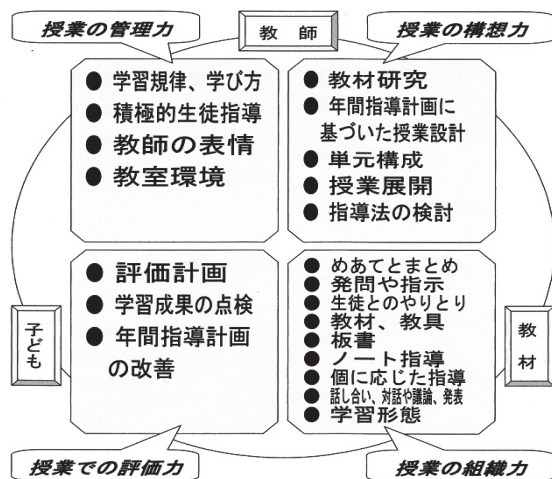 授業の管理力
教師
授業の構想力
● 学習規律、学び方
● 積極的生徒指導
● 教師の表情
● 教室環境
● 教材研究
● 年間指導計画に
基づいた授業設計
● 単元構成
● 授業展開
● 指導法の検討
● 評価計画
● 学習成果の点検
● 年間指導計画
の改善
● めあてとまとめ
● 発問や指示
● 生徒とのやりとり
● 教材、教具
● 板書
● ノート指導
● 個に応じた指導
● 話し合い、対話や議論、発表
● 学習形態
子ども
教材
授業での評価力
授業の組織力